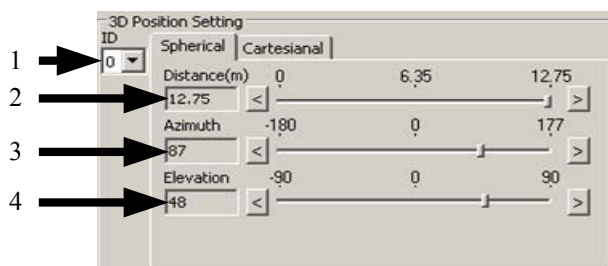 3D Position Setting
ID
Spherical Cartesianal
1 0
Distance(m) 0 6.35 12.75
2 12.75 < >
Azimuth -180 0 177
3 87 < >
Elevation -90 0 90
4 48 < >